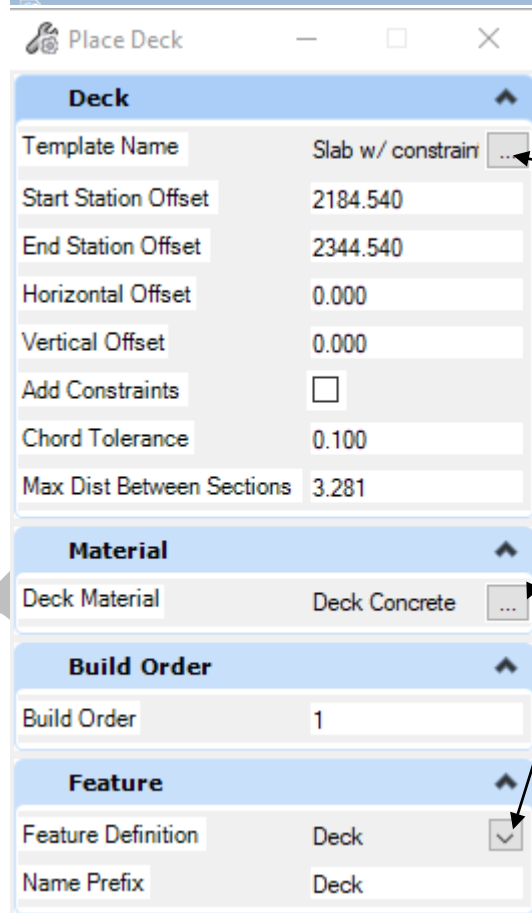 Place Deck
Deck
Template Name Slab w/ constrain ...
Start Station Offset 2184.540
End Station Offset 2344.540
Horizontal Offset 0.000
Vertical Offset 0.000
Add Constraints
Chord Tolerance 0.100
Max Dist Between Sections 3.281
Material
Deck Material Deck Concrete ...
Build Order
Build Order 1
Feature
Feature Definition Deck
Name Prefix Deck